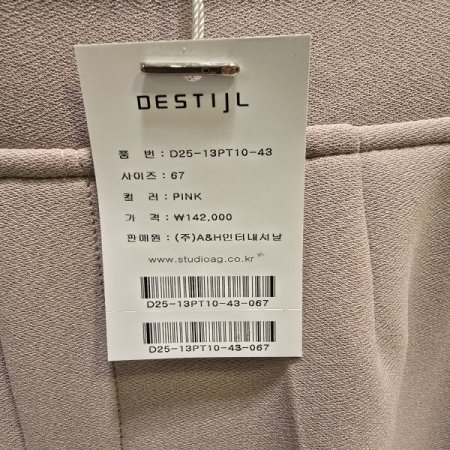 DESTIJL
품 번 : D25-13PT10-43
사이즈 : 67
컬 러 : PINK
가 격 : ₩142,000
판매원 : (주)A&H인터내셔날
www.studioag.co.kr
D25-13PT10-43-067
D25-13PT10-43-067